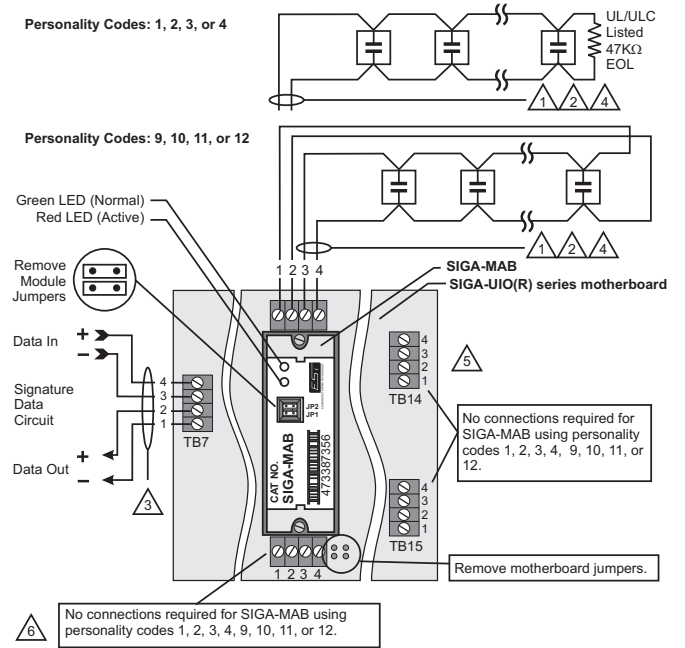 Personality Codes: 1, 2, 3, or 4
UL/ULC
Listed
47KΩ
EOL
1 2 4
Personality Codes: 9, 10, 11, or 12
Green LED (Normal)
Red LED (Active)
1 2 4
1 2 3 4
SIGA-MAB
SIGA-UIO(R) series motherboard
Remove
Module
Jumpers
Data In
+
−
Signature
Data
Circuit
4
3
2
1
TB7
Data Out
+
−
3
EST
JP2
JP1
CAT NO.
SIGA-MAB
473387356
4
3
2
1
TB14
5
No connections required for
SIGA-MAB using personality
codes 1, 2, 3, 4, 9, 10, 11, or
12.
4
3
2
1
TB15
1 2 3 4
Remove motherboard jumpers.
6
No connections required for SIGA-MAB using
personality codes 1, 2, 3, 4, 9, 10, 11, or 12.